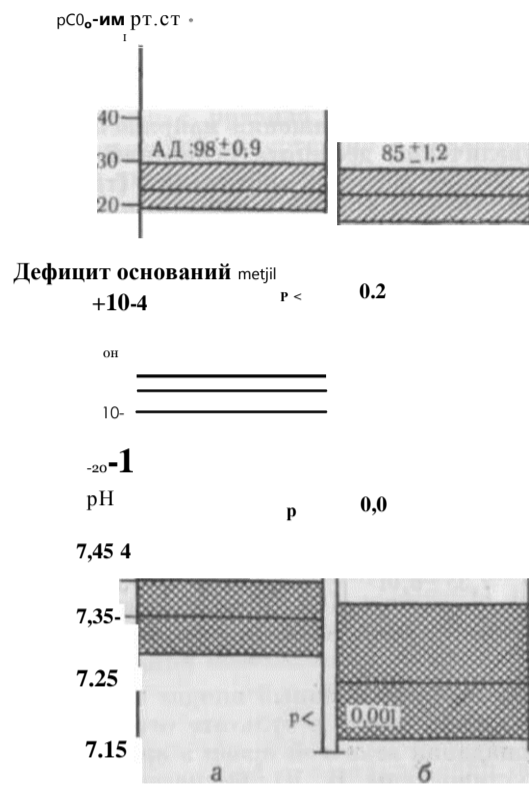 pC0o-им рт.ст •
I
40
АД :98±0,9
85±1,2
30
20
Дефицит оснований metjil
+10-4
P <
0.2
он
10-
-20-1
pH
р
0,0
7,45 4
7,35-
7.25
p<
0,001
7.15
а
б